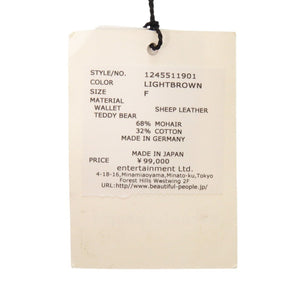 STYLE/NO. 1245511901
COLOR LIGHTBROWN
SIZE F
MATERIAL
WALLET SHEEP LEATHER
TEDDY BEAR
68% MOHAIR
32% COTTON
MADE IN GERMANY
MADE IN JAPAN
PRICE ¥99,000
entertainment Ltd.
4-18-16,Minamiaoyama,Minato-ku,Tokyo
Forest Hills Westwing 2F
URL:http//www.beautiful-people.jp/